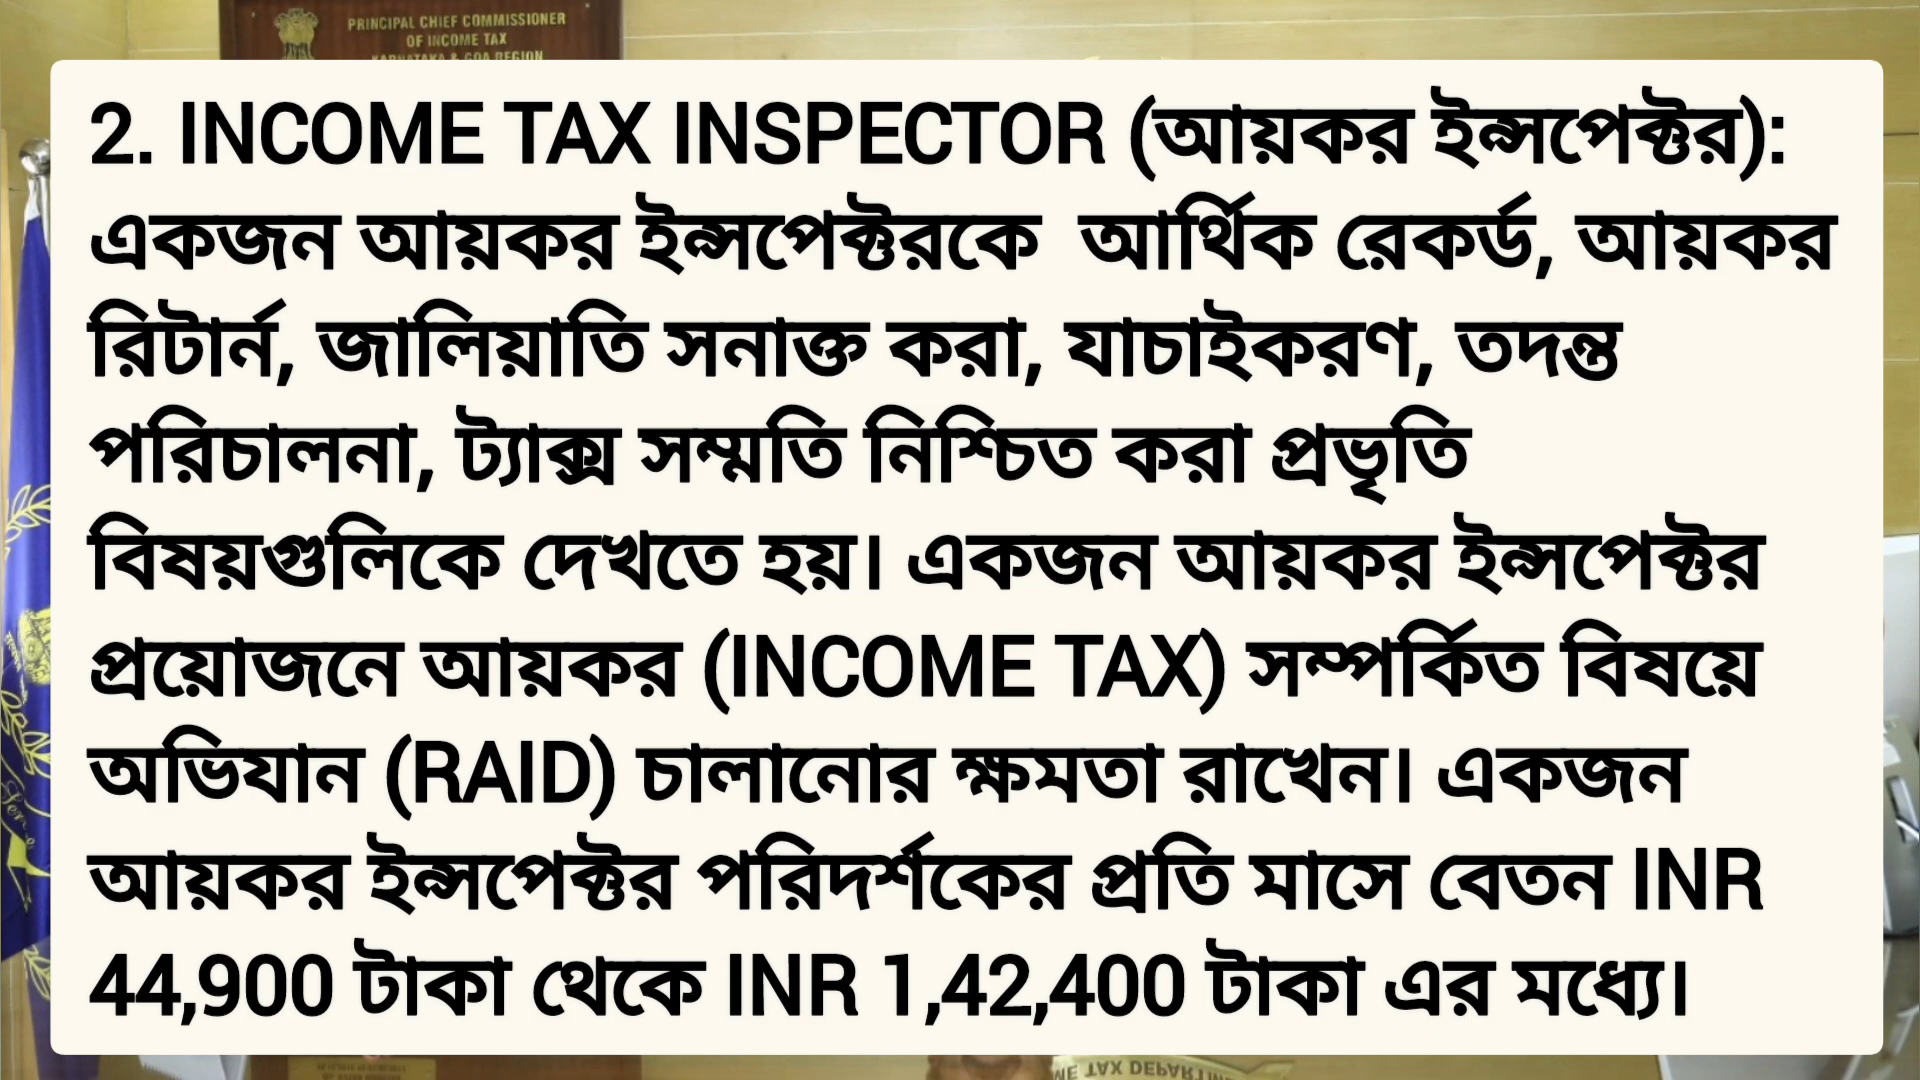 PRINCIPAL CHIEF COMMISSIONER
OF INCOME TAX
KARNATAKA & GOA REGION
2. INCOME TAX INSPECTOR (আয়কর ইন্সপেক্টর):
একজন আয়কর ইন্সপেক্টরকে আর্থিক রেকর্ড, আয়কর
রিটার্ন, জালিয়াতি সনাক্ত করা, যাচাইকরণ, তদন্ত
পরিচালনা, ট্যাক্স সম্মতি নিশ্চিত করা প্রভৃতি
বিষয়গুলিকে দেখতে হয়। একজন আয়কর ইন্সপেক্টর
প্রয়োজনে আয়কর (INCOME TAX) সম্পর্কিত বিষয়ে
অভিযান (RAID) চালানোর ক্ষমতা রাখেন। একজন
আয়কর ইন্সপেক্টর পরিদর্শকের প্রতি মাসে বেতন INR
44,900 টাকা থেকে INR 1,42,400 টাকা এর মধ্যে।
TAX